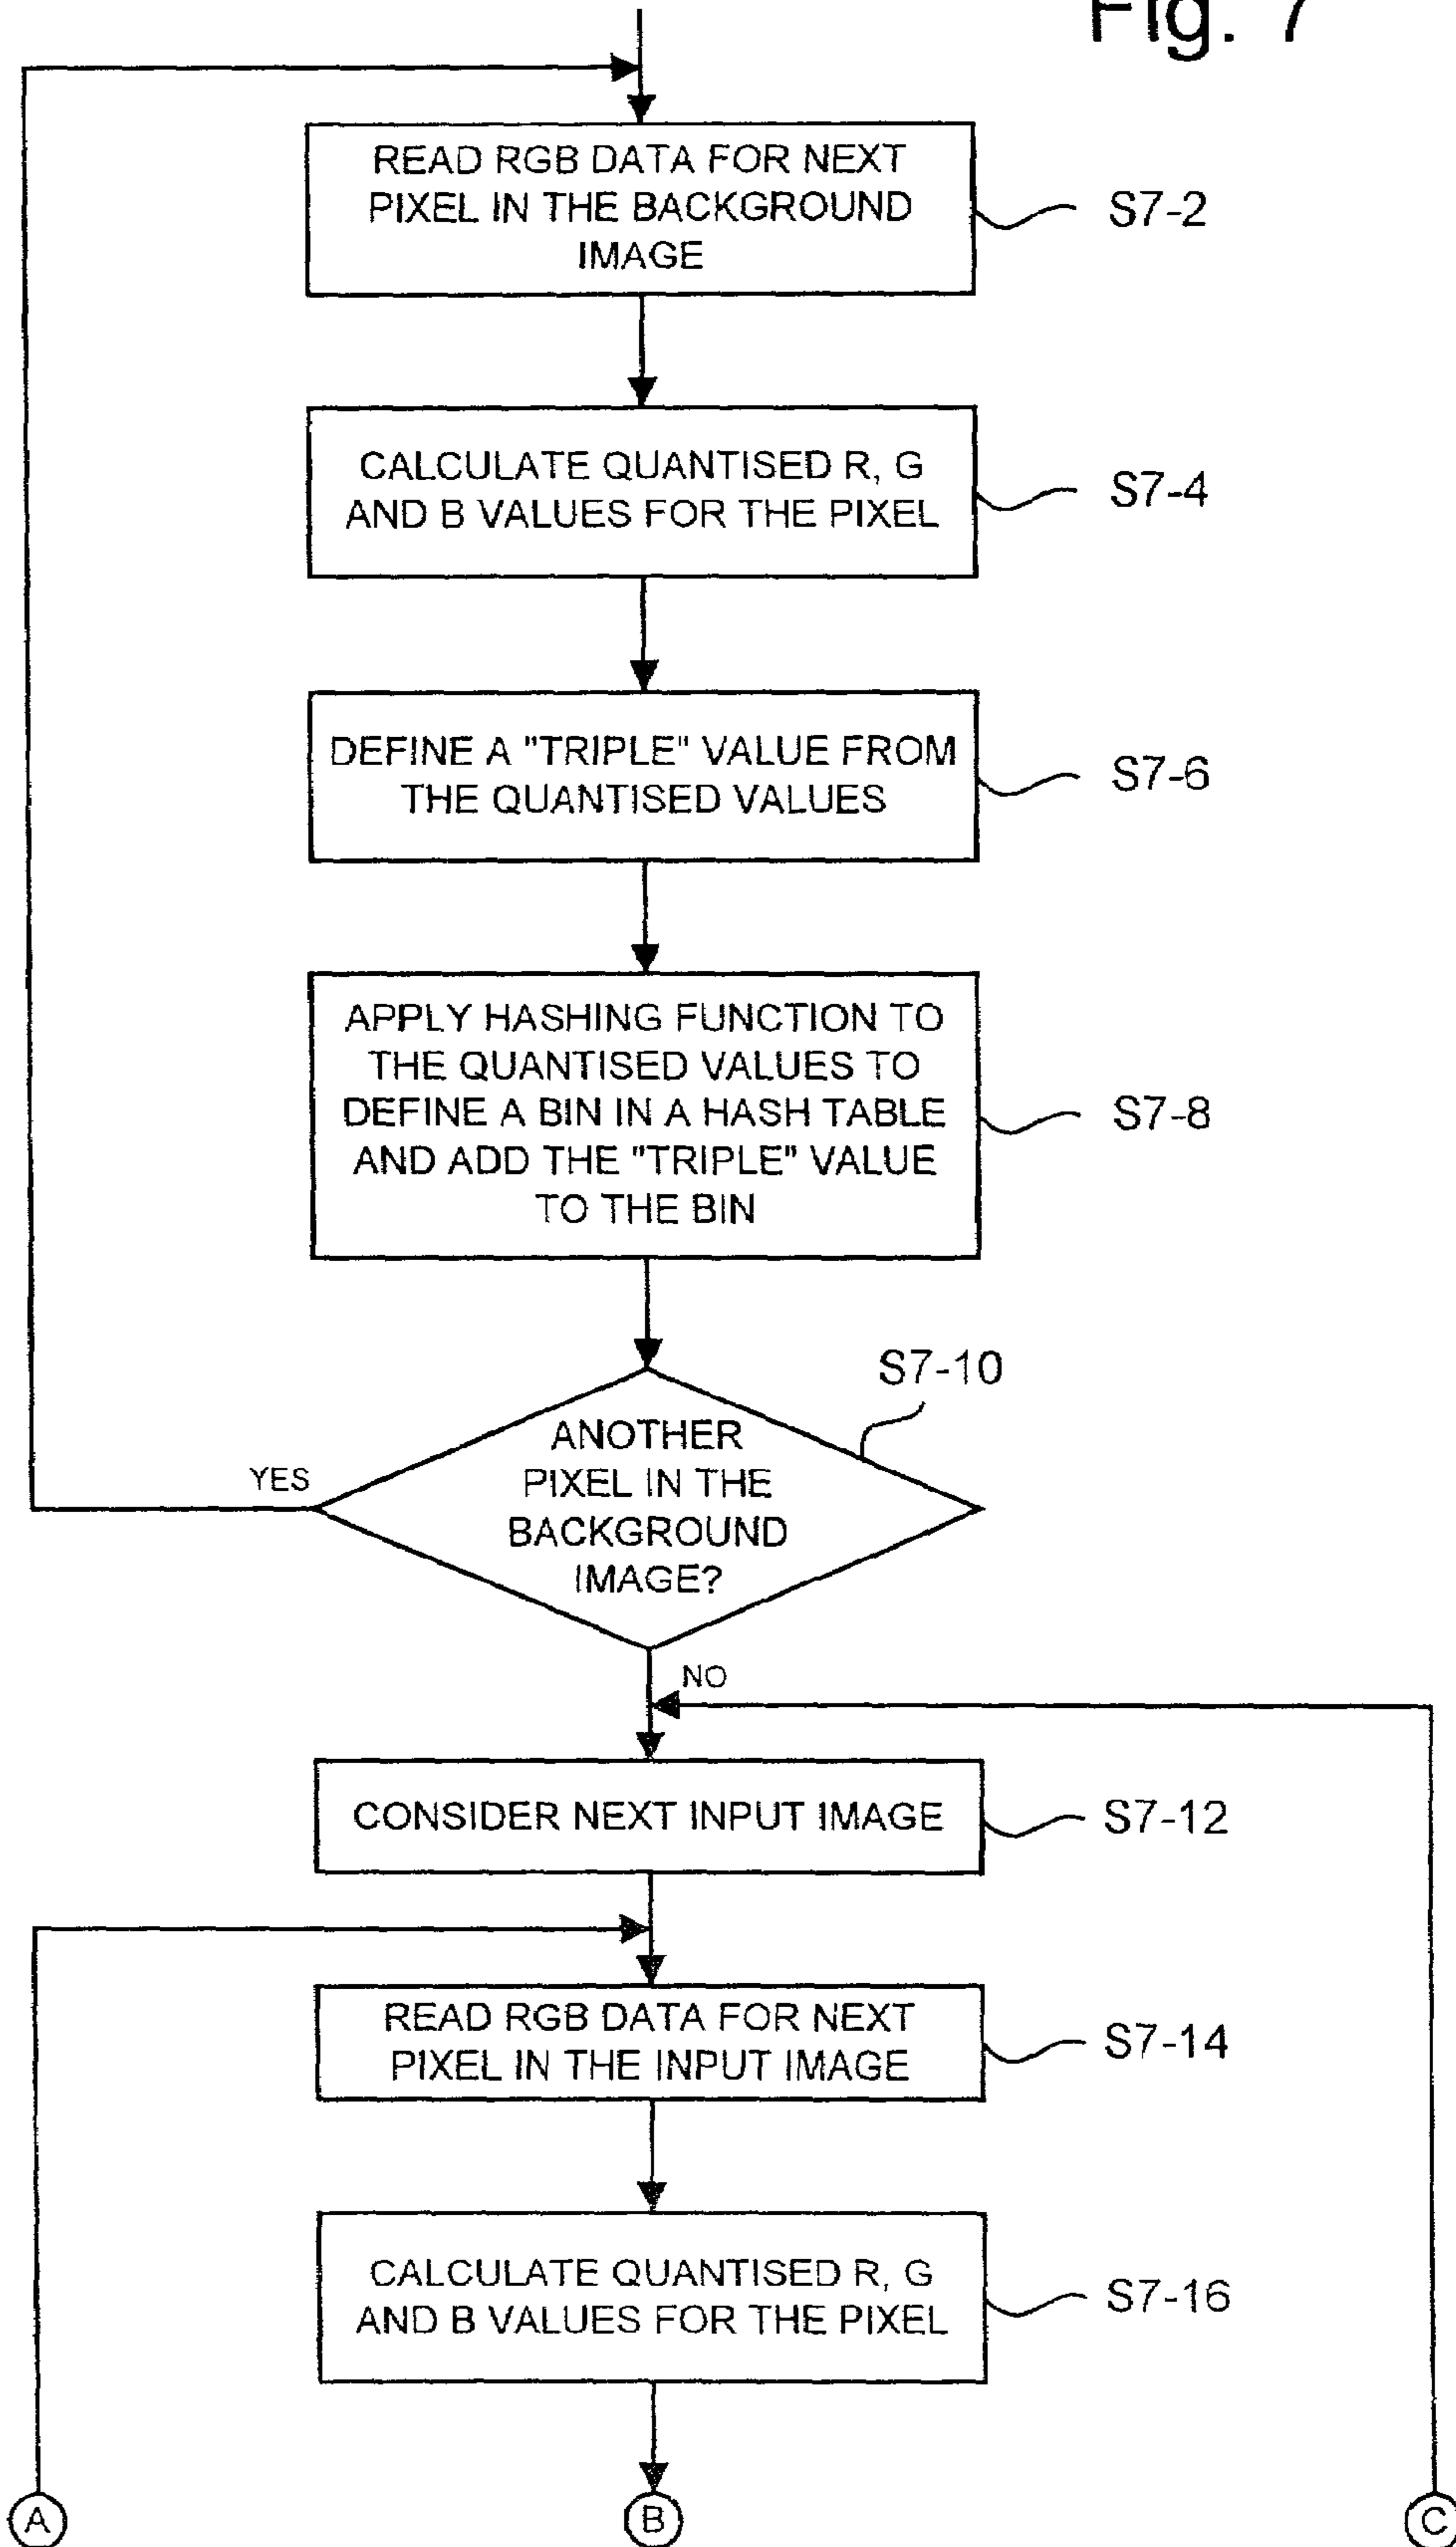 Fig. 7
READ RGB DATA FOR NEXT
PIXEL IN THE BACKGROUND
IMAGE
S7-2
CALCULATE QUANTISED R, G
AND B VALUES FOR THE PIXEL
S7-4
DEFINE A "TRIPLE" VALUE FROM
THE QUANTISED VALUES
S7-6
APPLY HASHING FUNCTION TO
THE QUANTISED VALUES TO
DEFINE A BIN IN A HASH TABLE
AND ADD THE "TRIPLE" VALUE
TO THE BIN
S7-8
S7-10
ANOTHER
PIXEL IN THE
BACKGROUND
IMAGE?
YES
NO
CONSIDER NEXT INPUT IMAGE
S7-12
READ RGB DATA FOR NEXT
PIXEL IN THE INPUT IMAGE
S7-14
CALCULATE QUANTISED R, G
AND B VALUES FOR THE PIXEL
S7-16
A
B
C